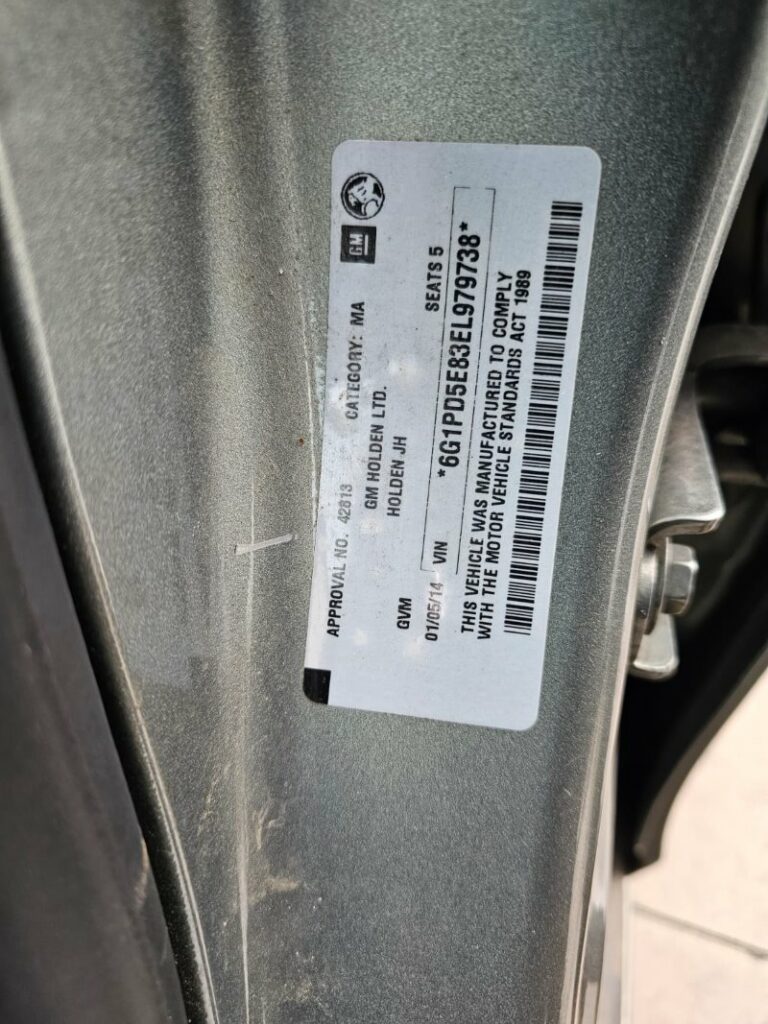 GM
APPROVAL NO. 42813 CATEGORY: MA
GM HOLDEN LTD.
HOLDEN JH
GVM SEATS 5
01/05/14 VIN *6G1PD5E83EL979738*
THIS VEHICLE WAS MANUFACTURED TO COMPLY
WITH THE MOTOR VEHICLE STANDARDS ACT 1989